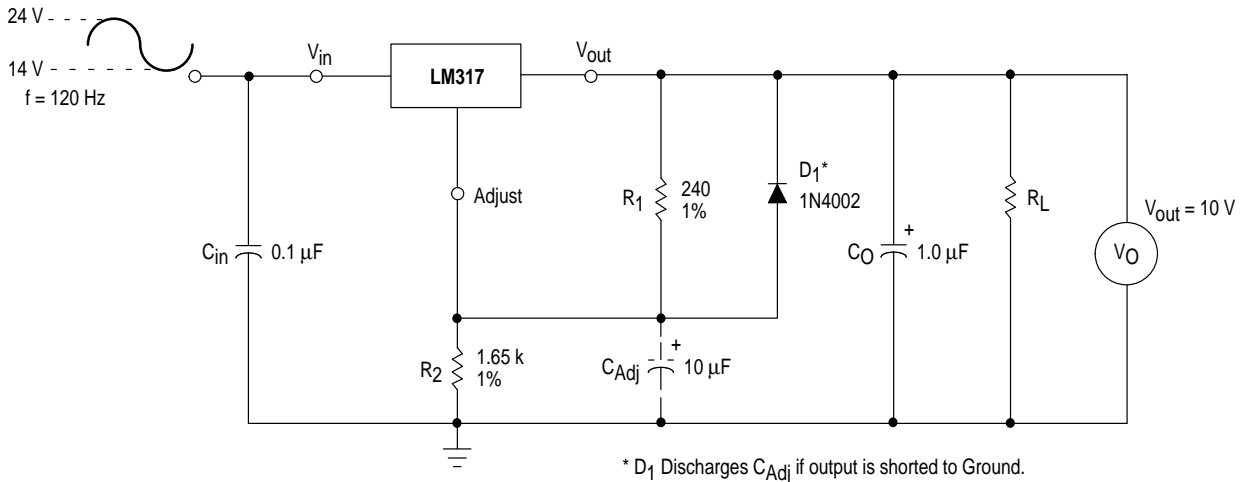 24 V
14 V
f = 120 Hz
Vin
LM317
Vout
Adjust
Cin
0.1 μF
R1
240
1%
D1*
1N4002
CO
+
1.0 μF
RL
Vout = 10 V
VO
R2
1.65 k
1%
CAdj
+
10 μF
* D1 Discharges CAdj if output is shorted to Ground.